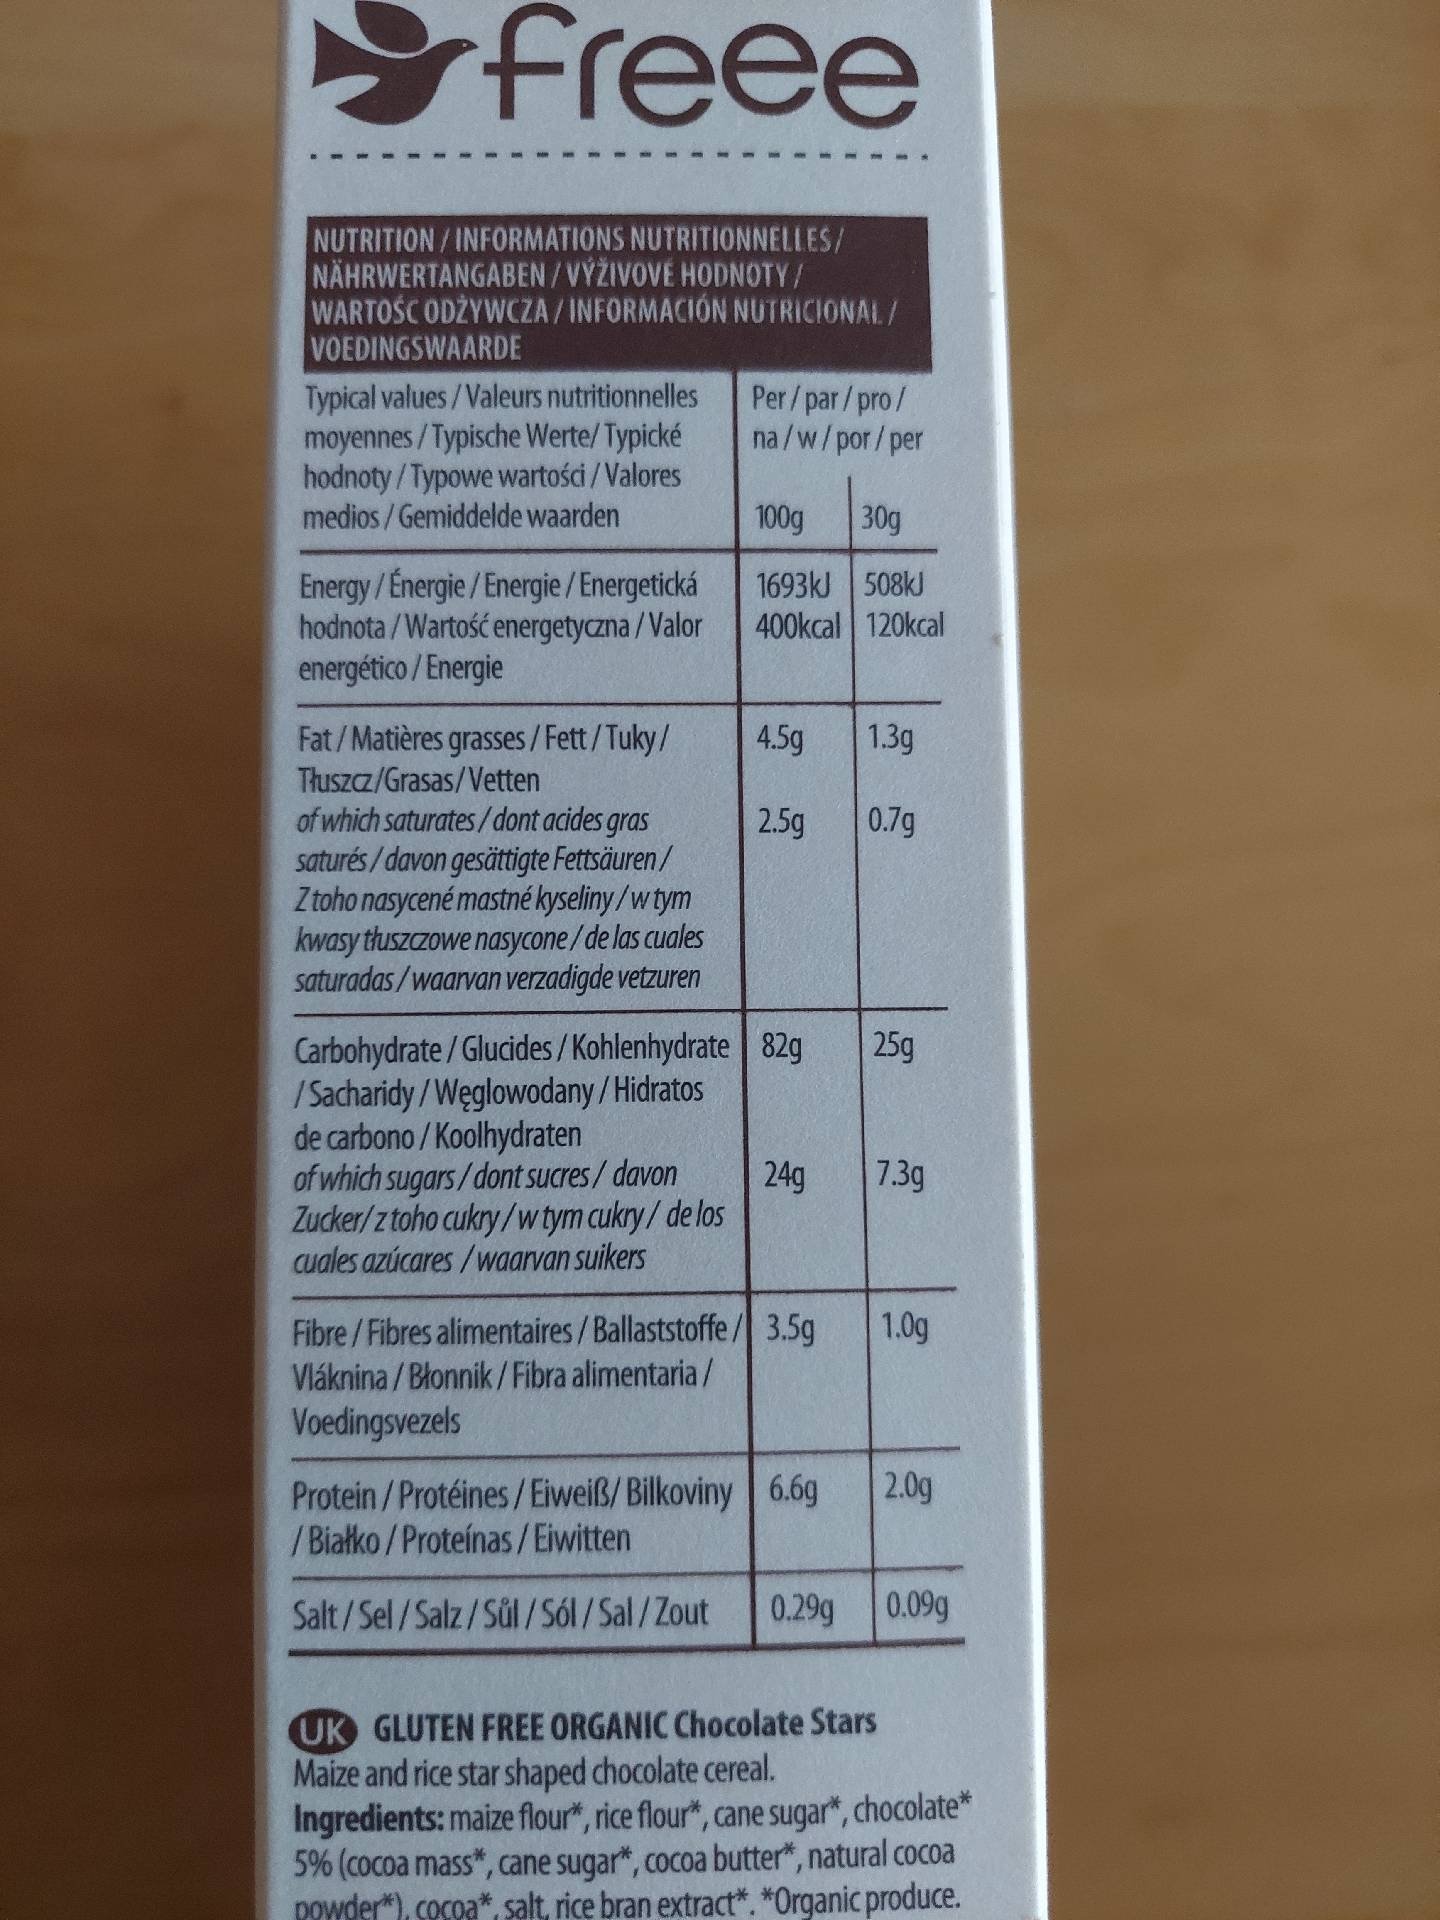 freee
NUTRITION / INFORMATIONS NUTRITIONNELLES /
NÄHRWERTANGABEN / VÝŽIVOVÉ HODNOTY /
WARTOŚC ODŻYWCZA / INFORMACIÓN NUTRICIONAL /
VOEDINGSWAARDE
Typical values / Valeurs nutritionnelles
moyennes / Typische Werte/ Typické
hodnoty / Typowe wartości / Valores
medios / Gemiddelde waarden
Per / par / pro /
na / w / por / per
100g 30g
Energy / Énergie / Energie / Energetická 1693kJ 508kJ
hodnota / Wartość energetyczna / Valor 400kcal 120kcal
energético / Energie
Fat / Matières grasses / Fett / Tuky / 4.5g 1.3g
Tłuszcz/Grasas/Vetten
of which saturates / dont acides gras 2.5g 0.7g
saturés / davon gesättigte Fettsäuren /
Z toho nasycené mastné kyseliny / w tym
kwasy tłuszczowe nasycone / de las cuales
saturadas / waarvan verzadigde vetzuren
Carbohydrate / Glucides / Kohlenhydrate 82g 25g
/ Sacharidy / Węglowodany / Hidratos
de carbono / Koolhydraten
of which sugars / dont sucres / davon 24g 7.3g
Zucker/ z toho cukry / w tym cukry / de los
cuales azúcares / waarvan suikers
Fibre / Fibres alimentaires / Ballaststoffe / 3.5g 1.0g
Vláknina / Błonnik / Fibra alimentaria /
Voedingsvezels
Protein / Protéines / Eiweiß/ Bilkoviny 6.6g 2.0g
/ Białko / Proteínas / Eiwitten
Salt / Sel / Salz / Sůl / Sól / Sal / Zout 0.29g 0.09g
UK GLUTEN FREE ORGANIC Chocolate Stars
Maize and rice star shaped chocolate cereal.
Ingredients: maize flour*, rice flour*, cane sugar*, chocolate*
5% (cocoa mass*, cane sugar*, cocoa butter*, natural cocoa
powder*), cocoa*, salt, rice bran extract*. *Organic produce.